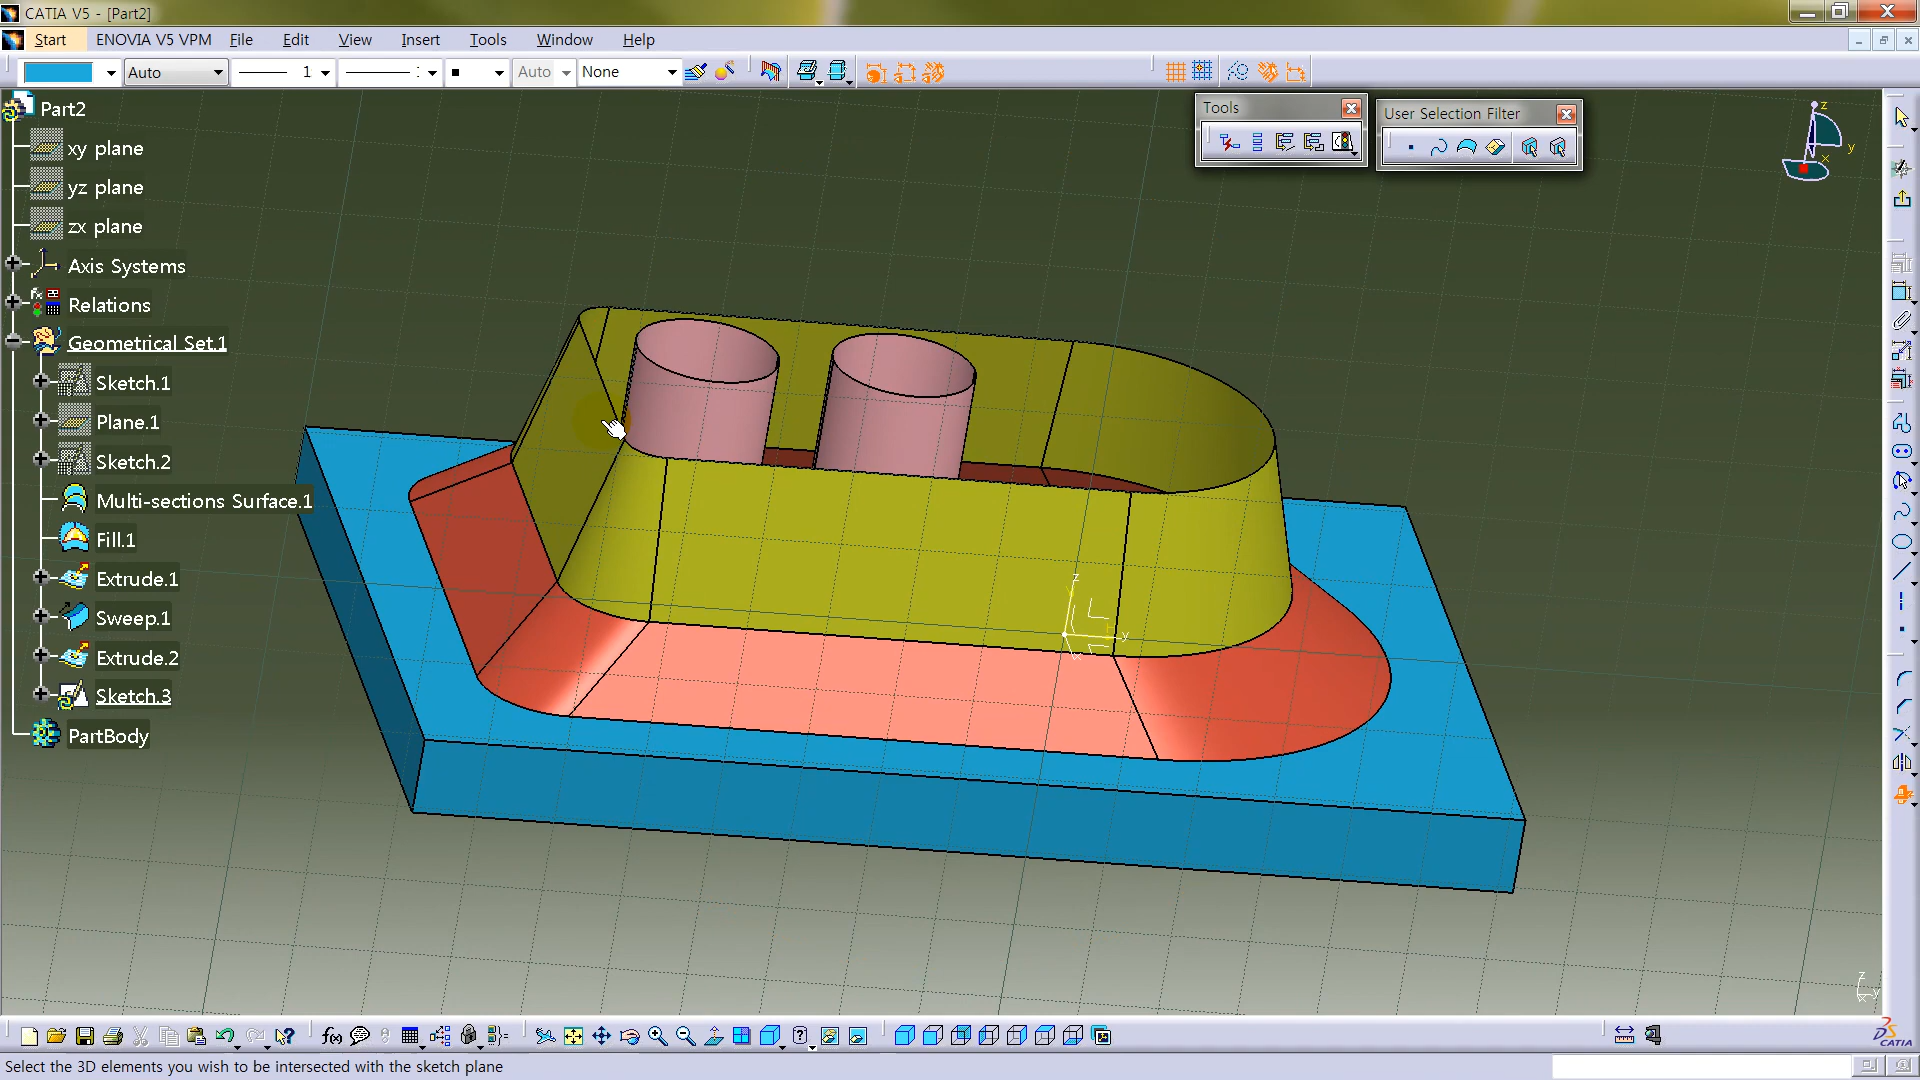 CATIA V5 - [Part2]
Start ENOVIA V5 VPM File Edit View Insert Tools Window Help
Auto 1 Auto None
Tools
User Selection Filter
Part2
xy plane
yz plane
zx plane
Axis Systems
Relations
Geometrical Set.1
Sketch.1
Plane.1
Sketch.2
Multi-sections Surface.1
Fill.1
Extrude.1
Sweep.1
Extrude.2
Sketch.3
PartBody
z
y
x
z
y
z
y
f(x)
CATIA
Select the 3D elements you wish to be intersected with the sketch plane